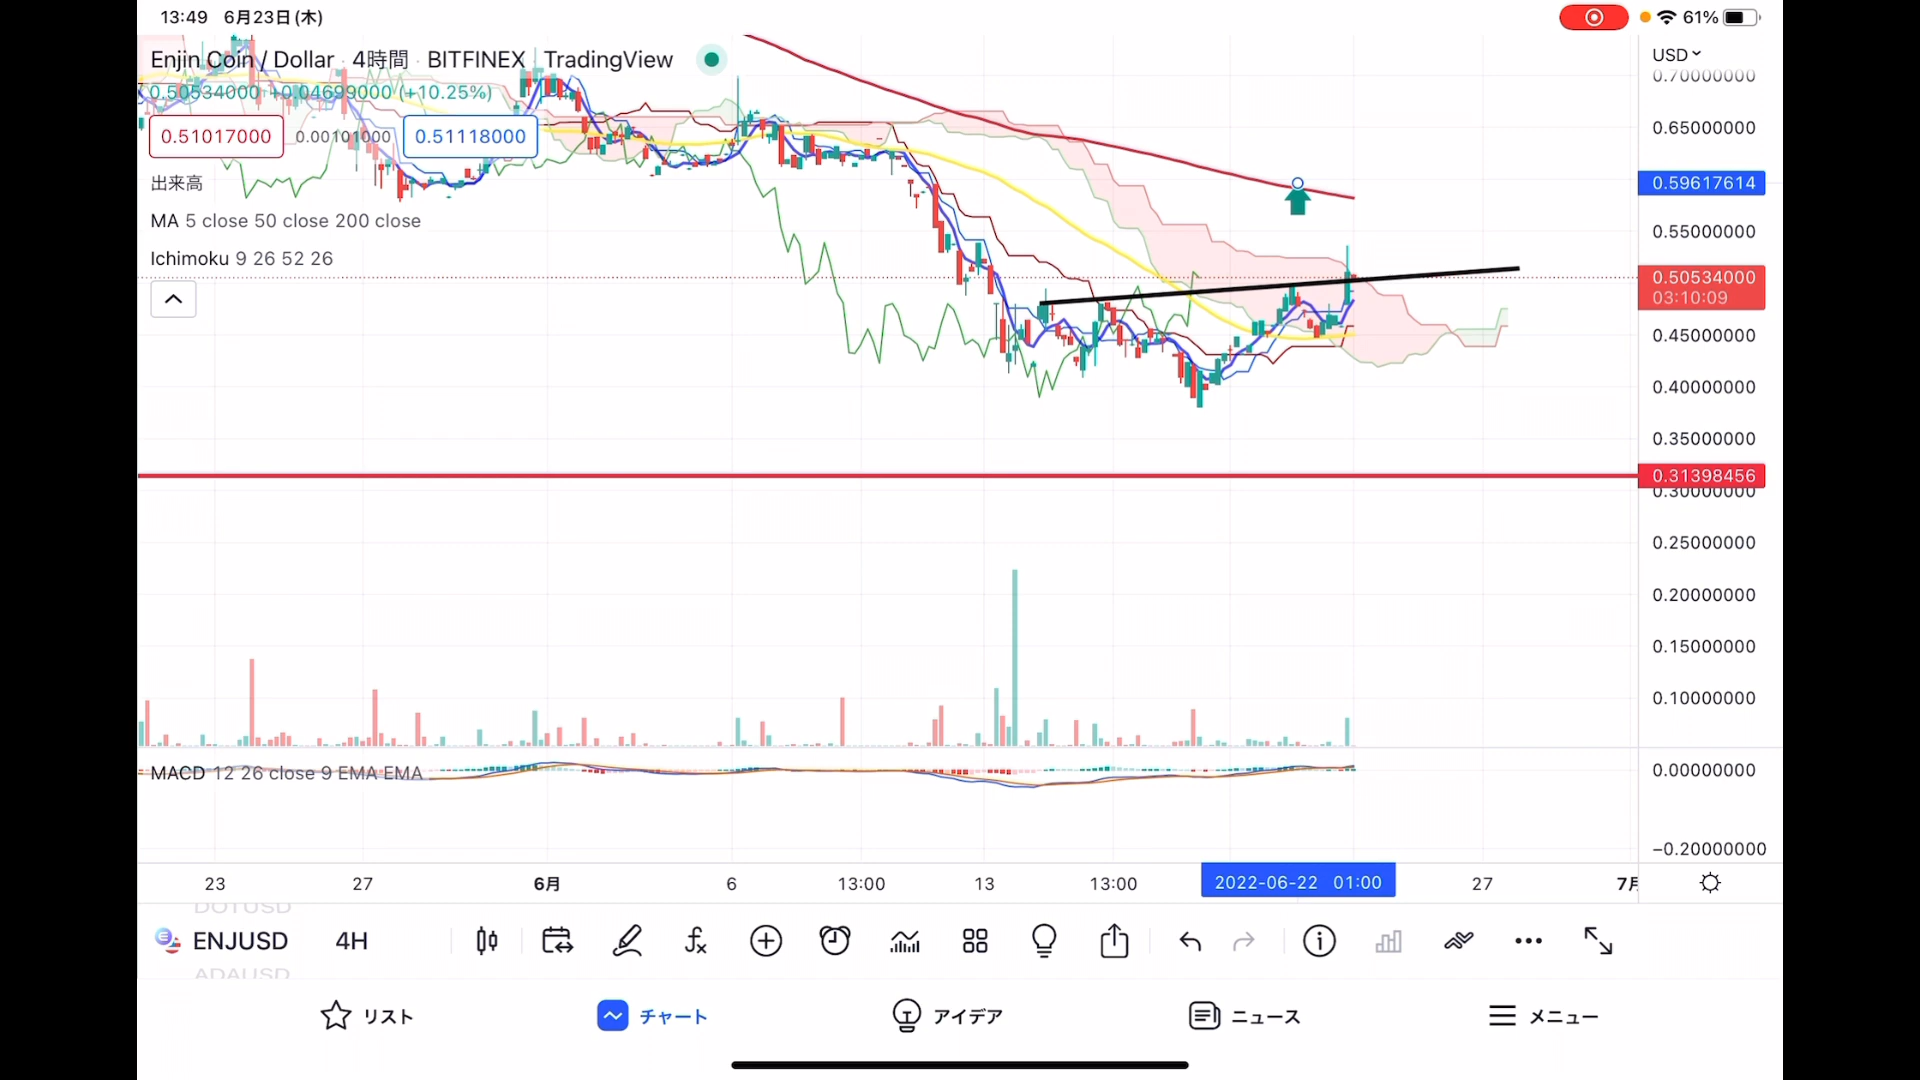 13:49 6月23日(木)
61%
Enjin Coin / Dollar · 4時間 · BITFINEX · TradingView
0.50534000 +0.04699000 (+10.25%)
0.51017000 0.00101000 0.51118000
出来高
MA 5 close 50 close 200 close
Ichimoku 9 26 52 26
USD
0.70000000
0.65000000
0.59617614
0.55000000
0.50534000
03:10:09
0.45000000
0.40000000
0.35000000
0.31398456
0.30000000
0.25000000
0.20000000
0.15000000
0.10000000
MACD 12 26 close 9 EMA EMA
0.00000000
−0.20000000
23 27 6月 6 13:00 13 13:00 2022-06-22 01:00 27 7月
DOTUSD
ENJUSD 4H
ADAUSD
リスト チャート アイデア ニュース メニュー